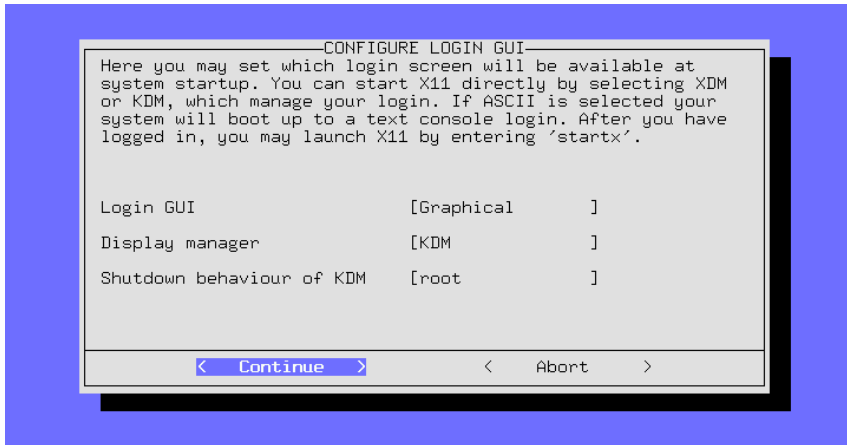 CONFIGURE LOGIN GUI
Here you may set which login screen will be available at
system startup. You can start X11 directly by selecting XDM
or KDM, which manage your login. If ASCII is selected your
system will boot up to a text console login. After you have
logged in, you may launch X11 by entering ´startx´.
Login GUI [Graphical ]
Display manager [KDM ]
Shutdown behaviour of KDM [root ]
< Continue > < Abort >